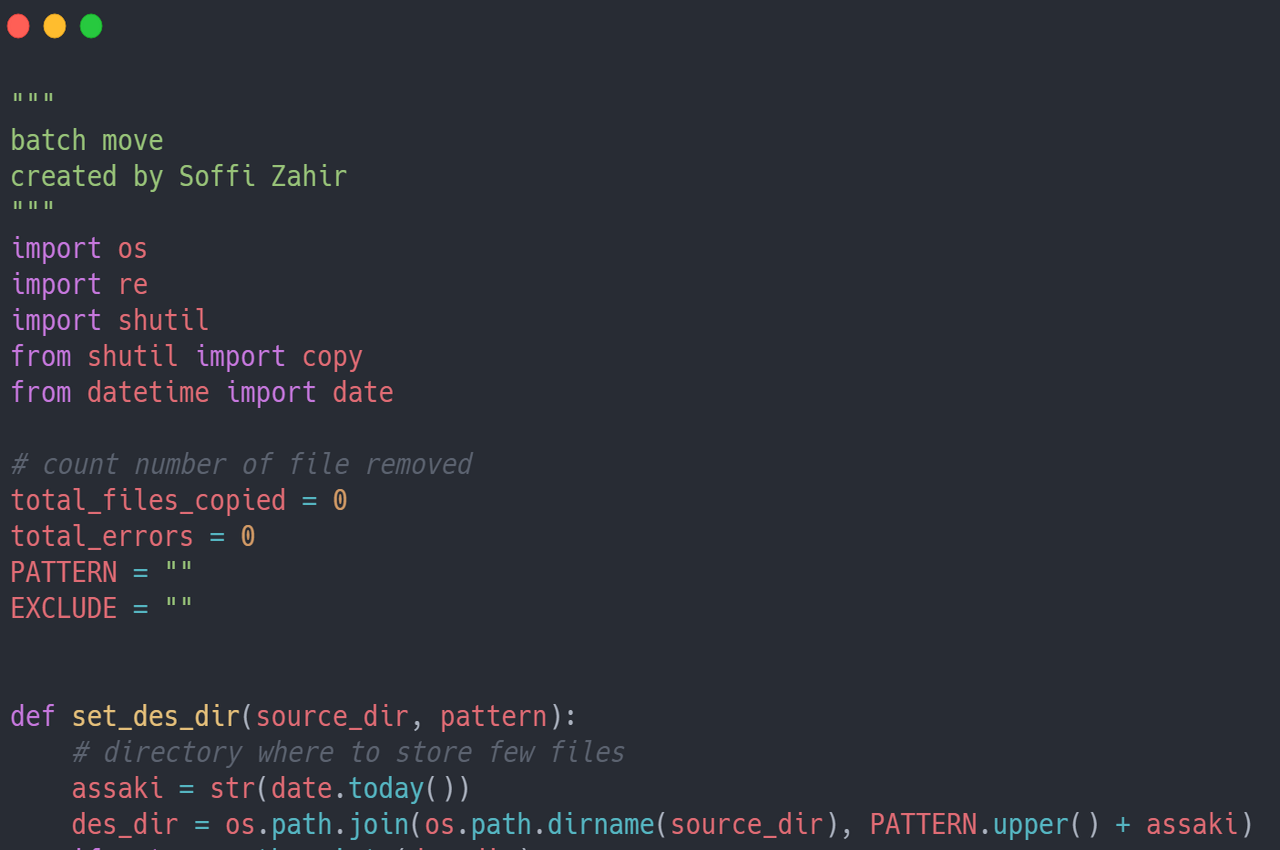 """
batch move
created by Soffi Zahir
"""
import os
import re
import shutil
from shutil import copy
from datetime import date
# count number of file removed
total_files_copied = 0
total_errors = 0
PATTERN = ""
EXCLUDE = ""
def set_des_dir(source_dir, pattern):
    # directory where to store few files
    assaki = str(date.today())
    des_dir = os.path.join(os.path.dirname(source_dir), PATTERN.upper() + assaki)